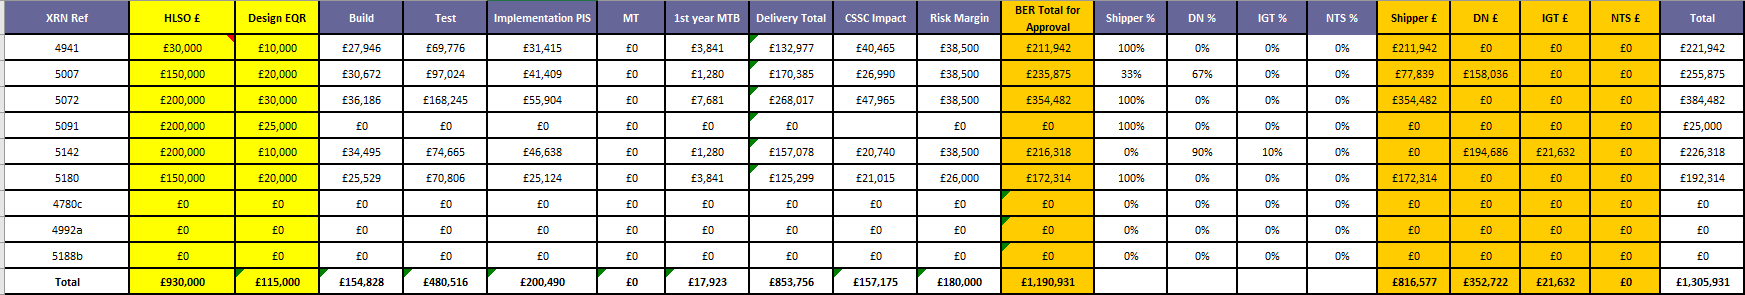 XRN Ref HLSO £ Design EQR Build Test Implementation PIS MT 1st year MTB Delivery Total CSSC Impact Risk Margin BER Total for Approval Shipper % DN % IGT % NTS % Shipper £ DN £ IGT £ NTS £ Total
4941 £30,000 £10,000 £27,946 £69,776 £31,415 £0 £3,841 £132,977 £40,465 £38,500 £211,942 100% 0% 0% 0% £211,942 £0 £0 £0 £221,942
5007 £150,000 £20,000 £30,672 £97,024 £41,409 £0 £1,280 £170,385 £26,990 £38,500 £235,875 33% 67% 0% 0% £77,839 £158,036 £0 £0 £255,875
5072 £200,000 £30,000 £36,186 £168,245 £55,904 £0 £7,681 £268,017 £47,965 £38,500 £354,482 100% 0% 0% 0% £354,482 £0 £0 £0 £384,482
5091 £200,000 £25,000 £0 £0 £0 £0 £0 £0 £0 £0 100% 0% 0% 0% £0 £0 £0 £0 £25,000
5142 £200,000 £10,000 £34,495 £74,665 £46,638 £0 £1,280 £157,078 £20,740 £38,500 £216,318 0% 90% 10% 0% £0 £194,686 £21,632 £0 £226,318
5180 £150,000 £20,000 £25,529 £70,806 £25,124 £0 £3,841 £125,299 £21,015 £26,000 £172,314 100% 0% 0% 0% £172,314 £0 £0 £0 £192,314
4780c £0 £0 £0 £0 £0 £0 £0 £0 £0 £0 £0 0% 0% 0% 0% £0 £0 £0 £0 £0
4992a £0 £0 £0 £0 £0 £0 £0 £0 £0 £0 £0 0% 0% 0% 0% £0 £0 £0 £0 £0
5188b £0 £0 £0 £0 £0 £0 £0 £0 £0 £0 £0 0% 0% 0% 0% £0 £0 £0 £0 £0
Total £930,000 £115,000 £154,828 £480,516 £200,490 £0 £17,923 £853,756 £157,175 £180,000 £1,190,931 £816,577 £352,722 £21,632 £0 £1,305,931